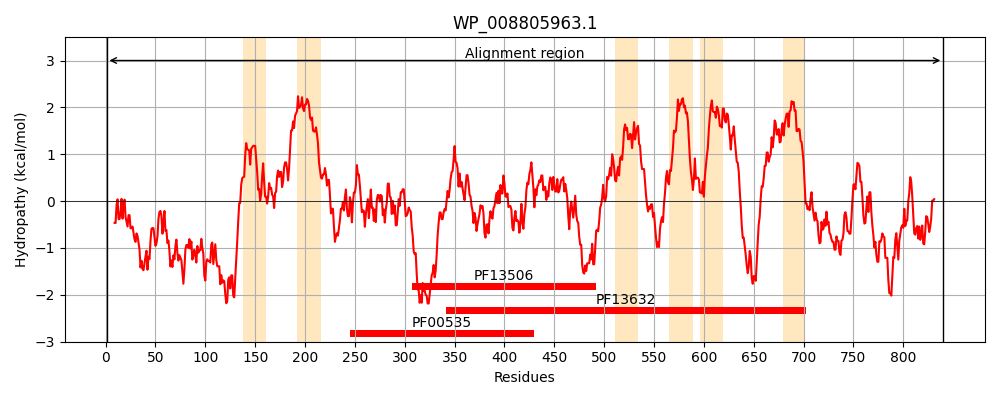 WP_008805963.1
Alignment region
3
2
1
0
−1
−2
−3
Hydropathy (kcal/mol)
PF13506
PF13632
PF00535
0 50 100 150 200 250 300 350 400 450 500 550 600 650 700 750 800
Residues